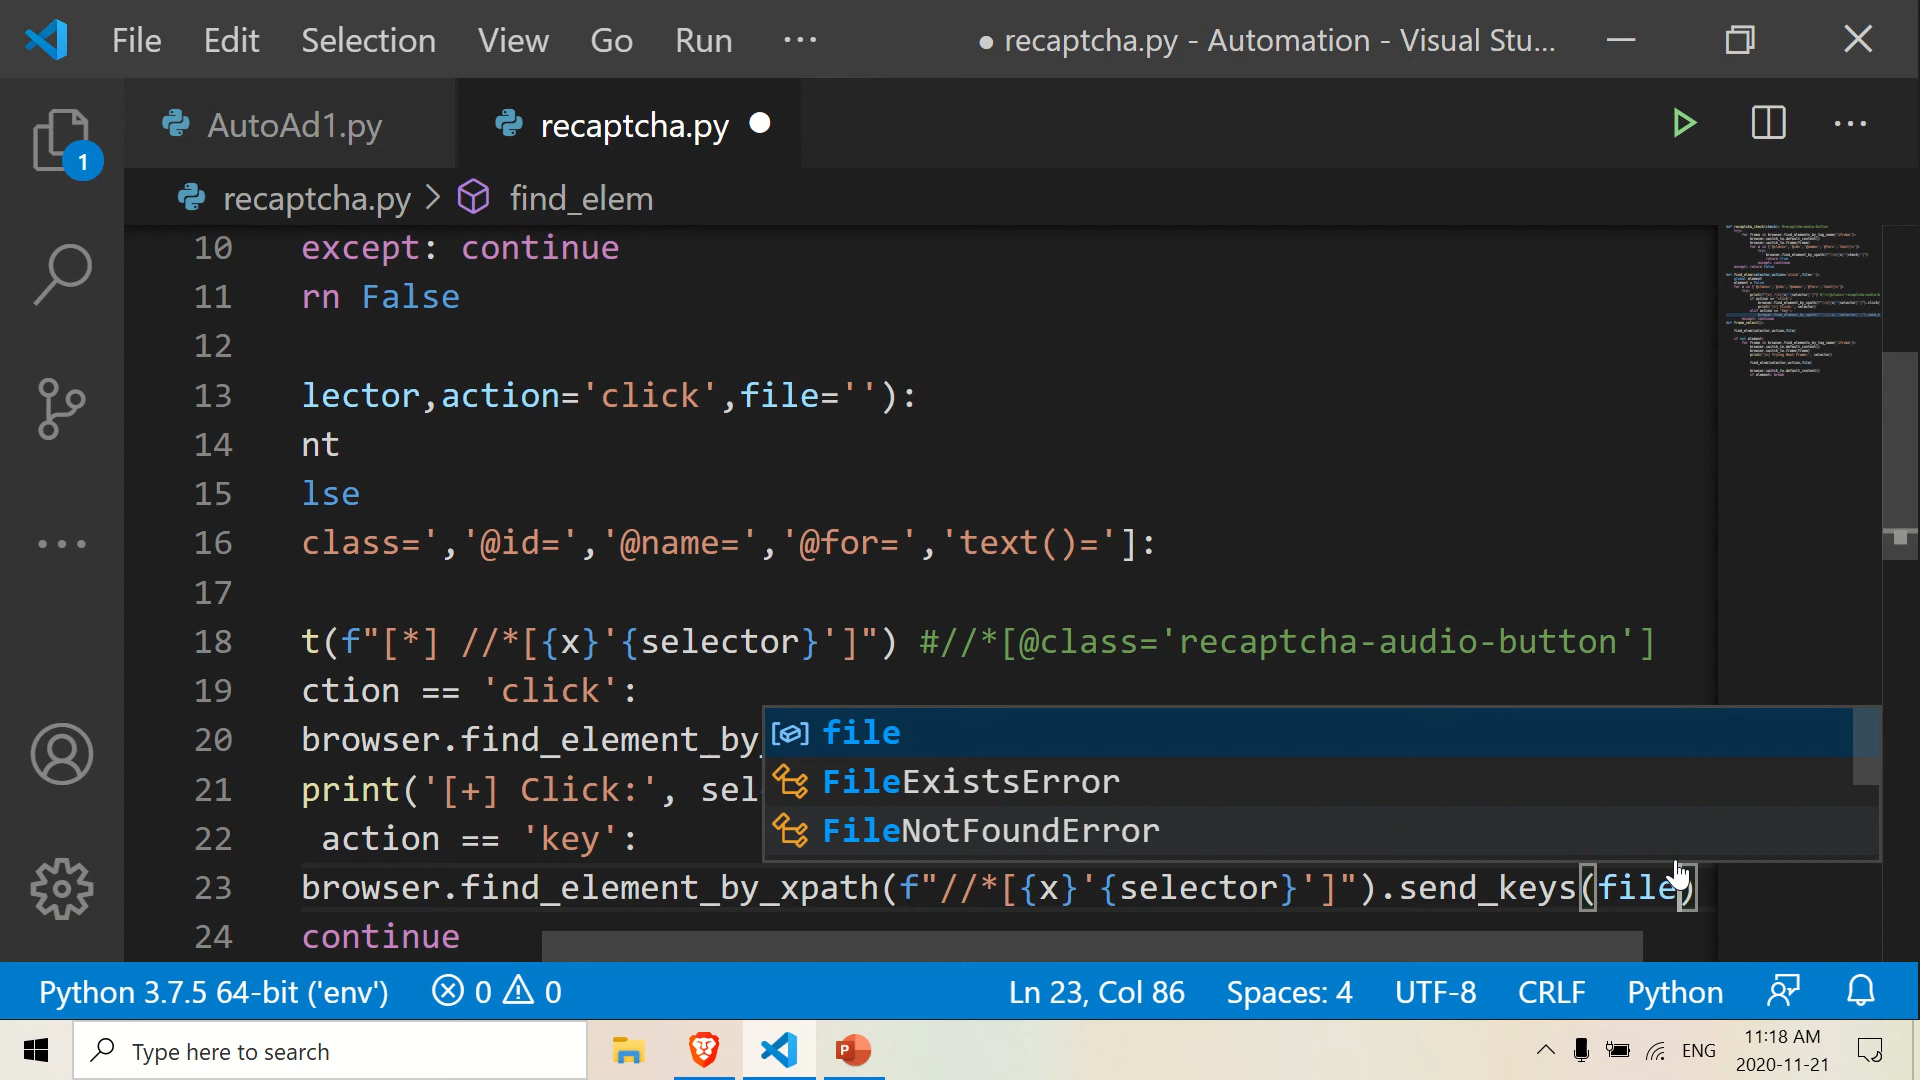 File Edit Selection View Go Run ··· ● recaptcha.py - Automation - Visual Stu...
AutoAd1.py recaptcha.py ●
1
recaptcha.py > find_elem
10 except: continue
11 rn False
12
13 lector,action='click',file=''):
14 nt
15 lse
16 class=','@id=','@name=','@for=','text()=']:
17
18 t(f"[*] //*[{x}'{selector}']") #//*[@class='recaptcha-audio-button']
19 ction == 'click':
20 browser.find_element_by_
21 print('[+] Click:', sel
22 action == 'key':
file
FileExistsError
FileNotFoundError
23 browser.find_element_by_xpath(f"//*[{x}'{selector}']").send_keys(file)
24 continue
Python 3.7.5 64-bit ('env') 0 0 Ln 23, Col 86 Spaces: 4 UTF-8 CRLF Python
Type here to search
ENG
11:18 AM
2020-11-21